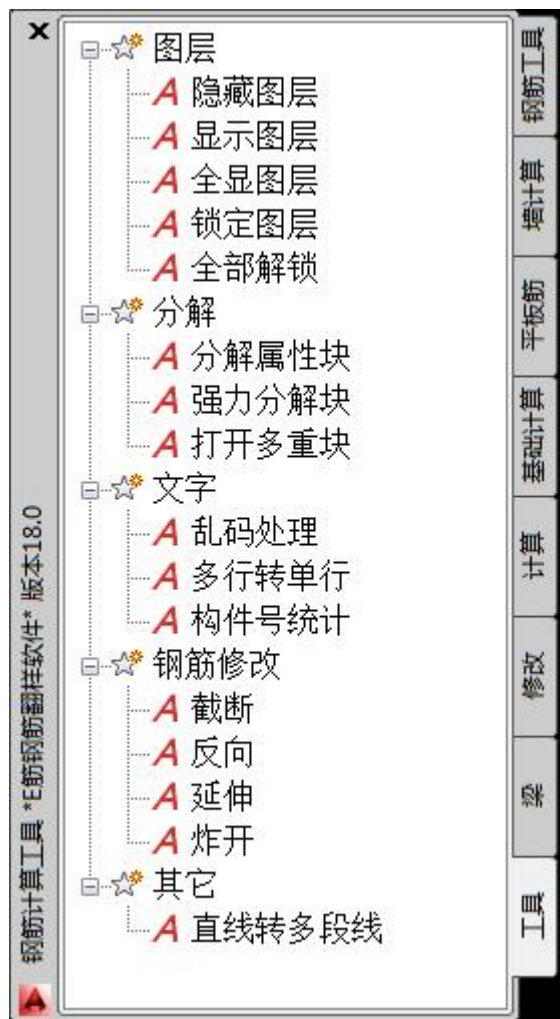 图层
隐藏图层
显示图层
全显图层
锁定图层
全部解锁
分解
分解属性块
强力分解块
打开多重块
文字
乱码处理
多行转单行
构件号统计
钢筋修改
截断
反向
延伸
炸开
其它
直线转多段线
钢筋计算工具 *E筋钢筋翻样软件* 版本18.0
钢筋工具
墙计算
平板筋
基础计算
计算
修改
梁
工具